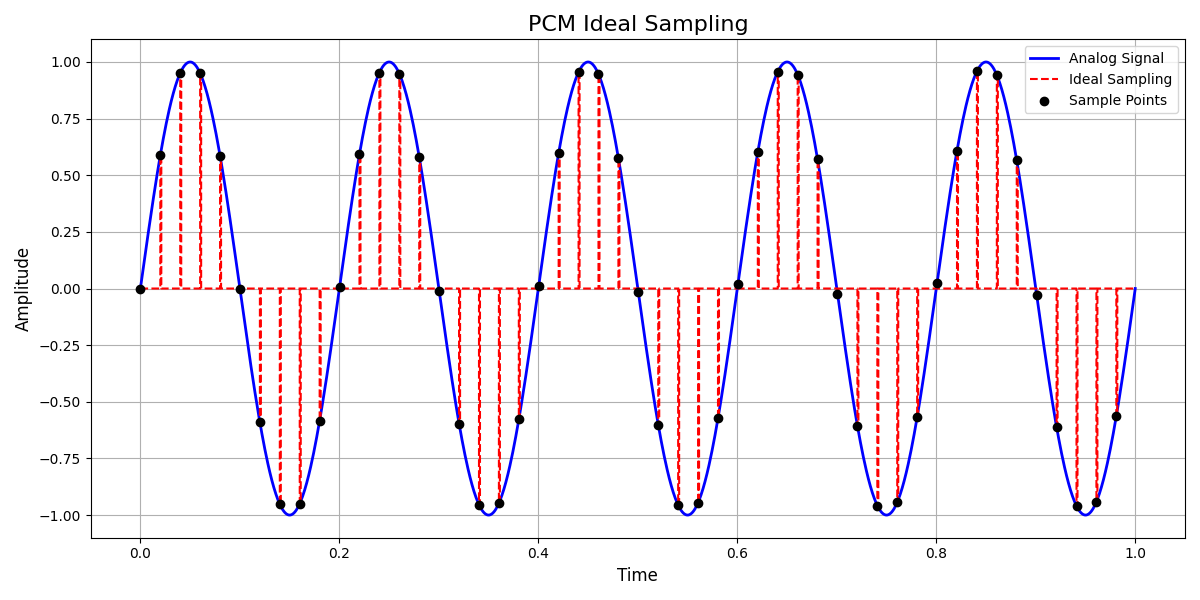 PCM Ideal Sampling
Analog Signal
Ideal Sampling
Sample Points
Amplitude
1.00
0.75
0.50
0.25
0.00
−0.25
−0.50
−0.75
−1.00
0.0 0.2 0.4 0.6 0.8 1.0
Time